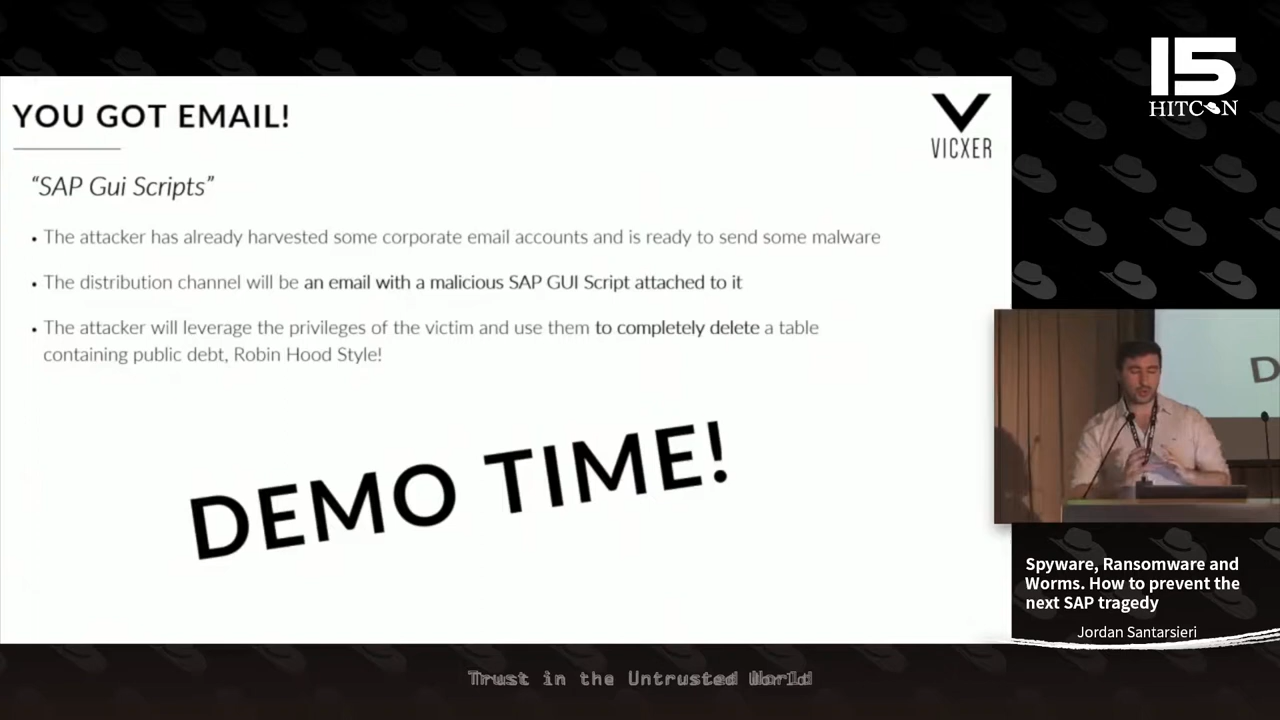 15
HITCON
YOU GOT EMAIL!
VICXER
“SAP Gui Scripts”
• The attacker has already harvested some corporate email accounts and is ready to send some malware
• The distribution channel will be an email with a malicious SAP GUI Script attached to it
• The attacker will leverage the privileges of the victim and use them to completely delete a table
containing public debt, Robin Hood Style!
DEMO TIME!
D
Spyware, Ransomware and
Worms. How to prevent the
next SAP tragedy
Jordan Santarsieri
Trust in the Untrusted World